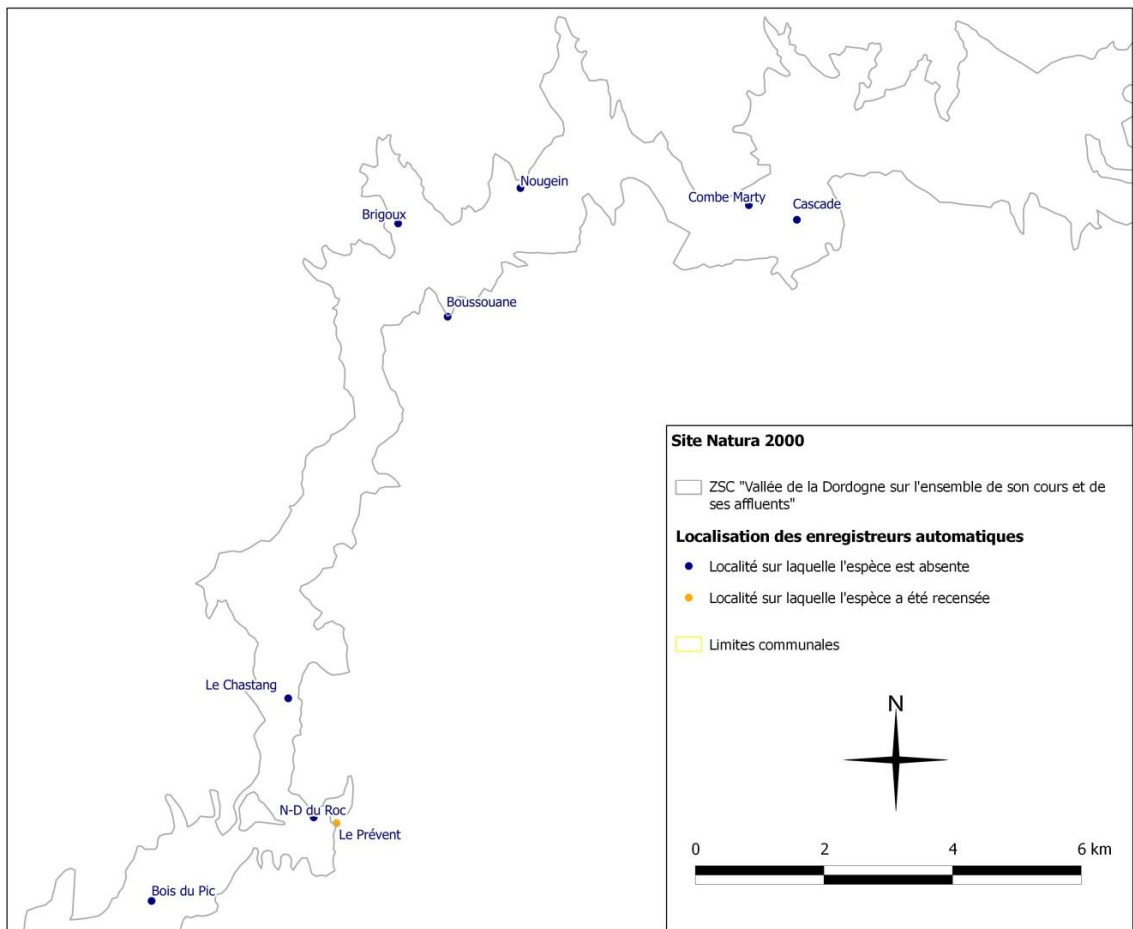 Nougein
Combe Marty
Cascade
Brigoux
Boussouane
Site Natura 2000
ZSC "Vallée de la Dordogne sur l'ensemble de son cours et de
ses affluents"
Localisation des enregistreurs automatiques
Localité sur laquelle l'espèce est absente
Localité sur laquelle l'espèce a été recensée
Limites communales
Le Chastang
N
N-D du Roc
Le Prévent
0 2 4 6 km
Bois du Pic